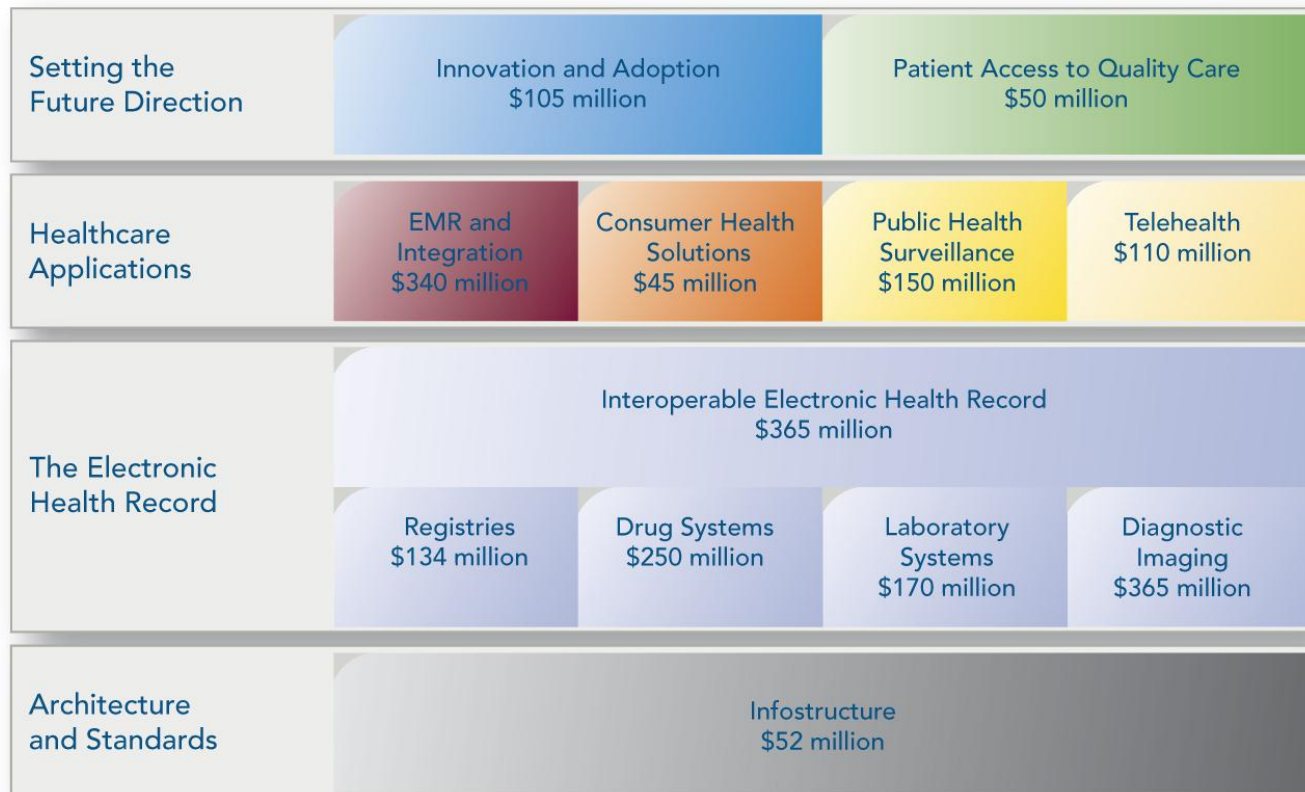 Setting the
Future Direction
Innovation and Adoption
$105 million
Patient Access to Quality Care
$50 million
Healthcare
Applications
EMR and
Integration
$340 million
Consumer Health
Solutions
$45 million
Public Health
Surveillance
$150 million
Telehealth
$110 million
The Electronic
Health Record
Interoperable Electronic Health Record
$365 million
Registries
$134 million
Drug Systems
$250 million
Laboratory
Systems
$170 million
Diagnostic
Imaging
$365 million
Architecture
and Standards
Infostructure
$52 million